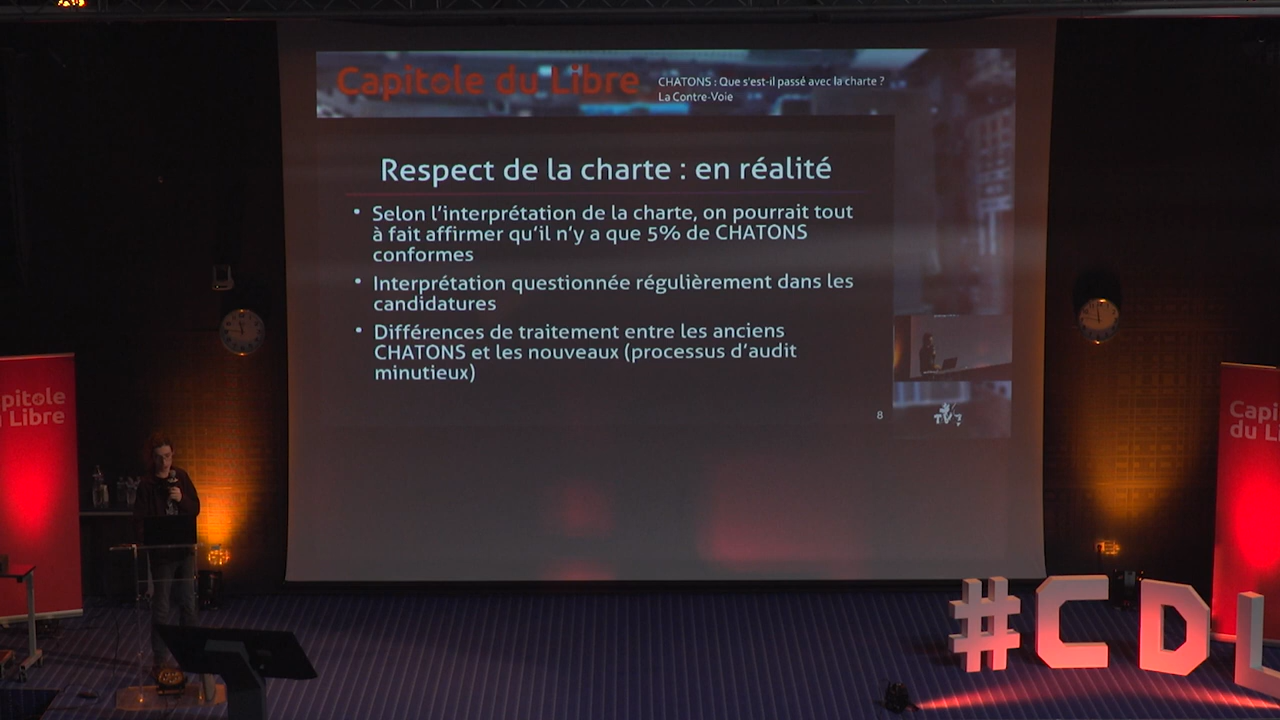 Capitole du Libre
CHATONS : Que s'est-il passé avec la charte ?
La Contre-Voie
Respect de la charte : en réalité
• Selon l'interprétation de la charte, on pourrait tout
à fait affirmer qu'il n'y a que 5% de CHATONS
conformes
• Interprétation questionnée régulièrement dans les
candidatures
• Différences de traitement entre les anciens
CHATONS et les nouveaux (processus d'audit
minutieux)
8
pitole
u Libre
Capi
du Li
#CDL